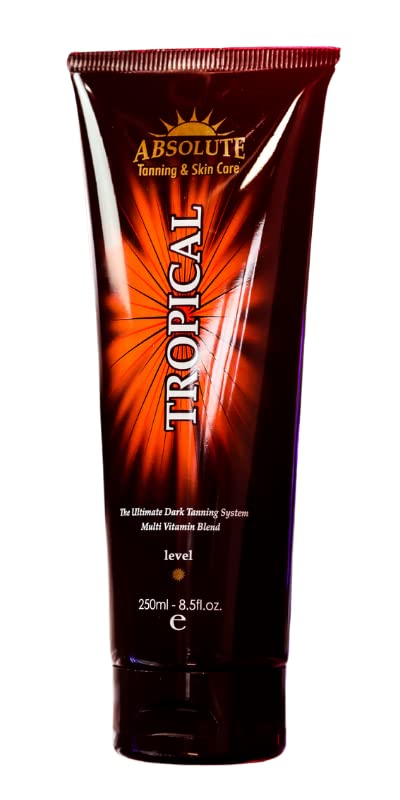 ABSOLUTE
Tanning & Skin Care
TROPICAL
The Ultimate Dark Tanning System
Multi Vitamin Blend
level
250ml - 8.5fl.oz.
e